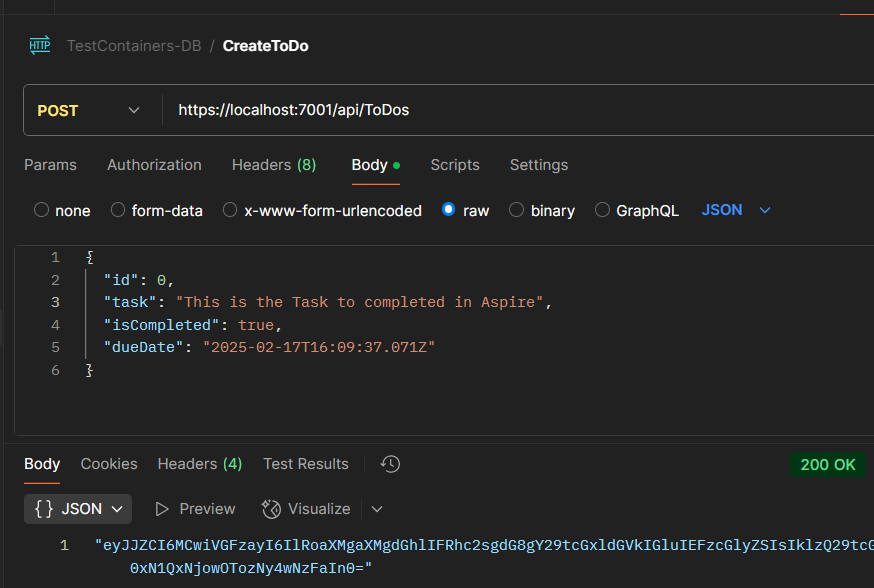 HTTP TestContainers-DB / CreateToDo
POST https://localhost:7001/api/ToDos
Params Authorization Headers (8) Body Scripts Settings
none form-data x-www-form-urlencoded raw binary GraphQL JSON
1 {
2 "id": 0,
3 "task": "This is the Task to completed in Aspire",
4 "isCompleted": true,
5 "dueDate": "2025-02-17T16:09:37.071Z"
6 }
Body Cookies Headers (4) Test Results 200 OK
{} JSON Preview Visualize
1 "eyJJZCI6MCwiVGFzayI6IlRoaXMgaXMgdGhlIFRhc2sgdG8gY29tcGxldGVkIGluIEFzcGlyZSIsIklzQ29tcG
0xN1QxNjowOTozNy4wNzFaIn0="